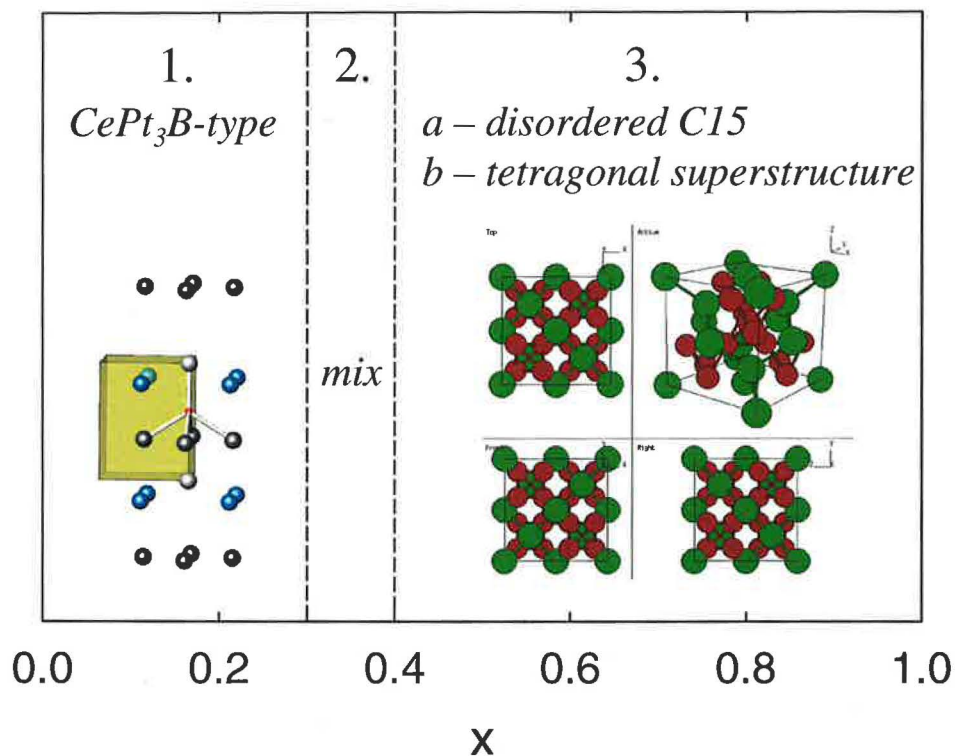 1.
2.
3.
CePt₃B-type
a – disordered C15
b – tetragonal superstructure
Top
mix
Right
0.0 0.2 0.4 0.6 0.8 1.0
x